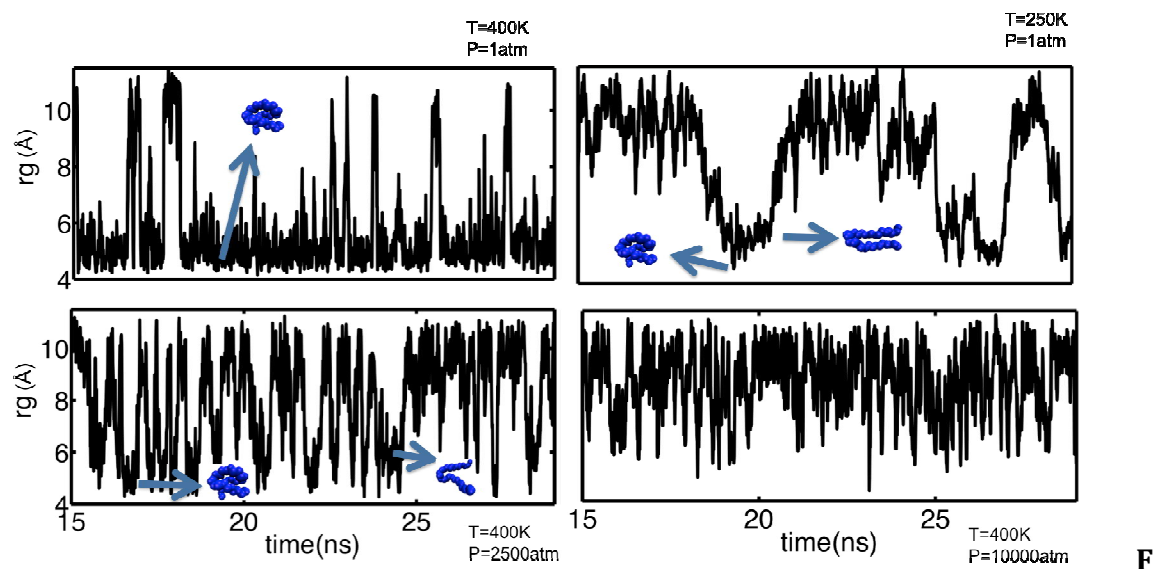 T=400K
P=1atm
T=250K
P=1atm
rg (Å)
10
8
6
4
rg (Å)
10
8
6
4
15
20
25
time(ns)
T=400K
P=2500atm
15
20
25
time(ns)
T=400K
P=10000atm
F